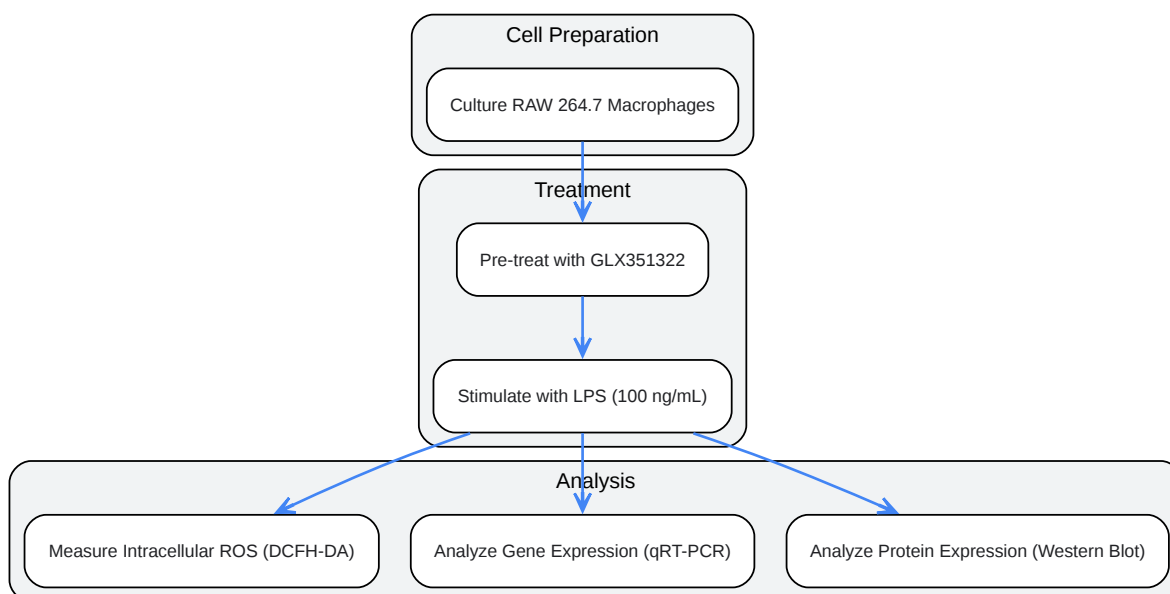 Cell Preparation
Culture RAW 264.7 Macrophages
Treatment
Pre-treat with GLX351322
Stimulate with LPS (100 ng/mL)
Analysis
Measure Intracellular ROS (DCFH-DA)
Analyze Gene Expression (qRT-PCR)
Analyze Protein Expression (Western Blot)